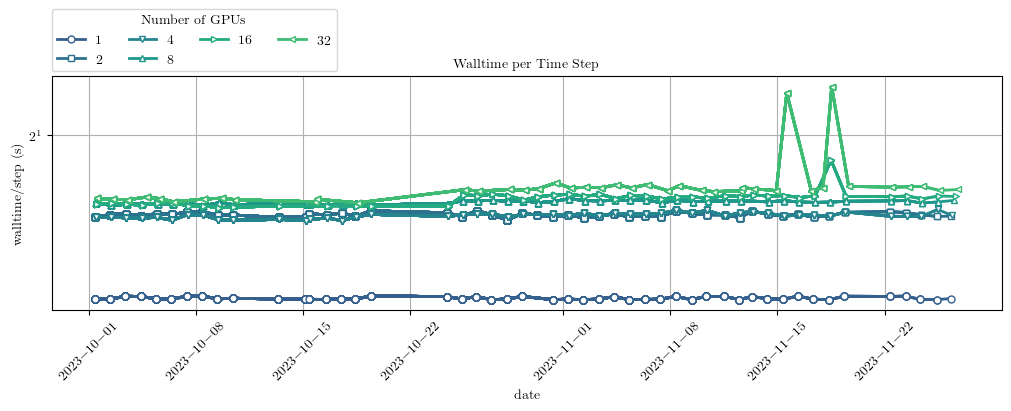 Number of GPUs
1 4 16 32
2 8
Walltime per Time Step
2^1
walltime/step (s)
2023−10−01 2023−10−08 2023−10−15 2023−10−22 2023−11−01 2023−11−08 2023−11−15 2023−11−22
date